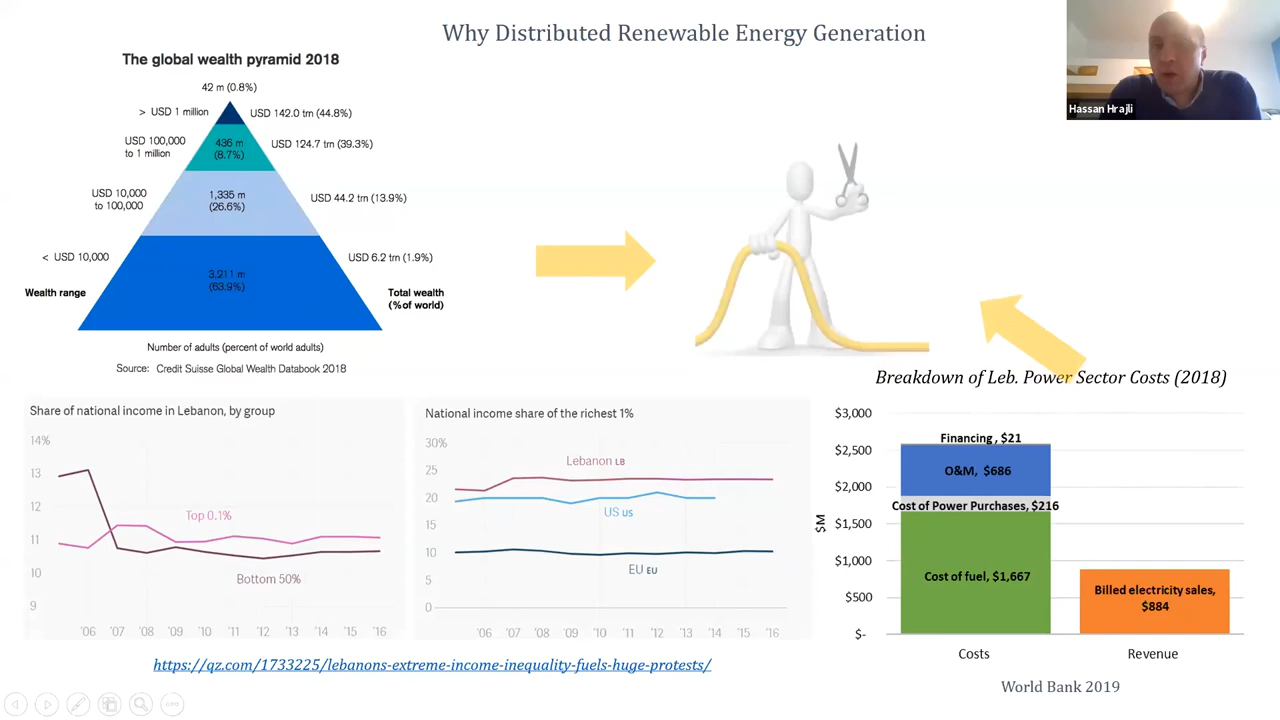 Why Distributed Renewable Energy Generation
Hassan Hrajli
The global wealth pyramid 2018
42 m (0.8%)
> USD 1 million
USD 142.0 trn (44.8%)
USD 100,000
to 1 million
436 m
(8.7%)
USD 124.7 trn (39.3%)
USD 10,000
to 100,000
1,335 m
(26.6%)
USD 44.2 trn (13.9%)
< USD 10,000
3,211 m
(63.9%)
USD 6.2 trn (1.9%)
Wealth range
Total wealth
(% of world)
Number of adults (percent of world adults)
Source: Credit Suisse Global Wealth Databook 2018
Share of national income in Lebanon, by group
14%
13
12
11
10
9
Top 0.1%
Bottom 50%
'06 '07 '08 '09 '10 '11 '12 '13 '14 '15 '16
National income share of the richest 1%
30%
25
20
15
10
5
0
Lebanon LB
US US
EU EU
'06 '07 '08 '09 '10 '11 '12 '13 '14 '15 '16
https://qz.com/1733225/lebanons-extreme-income-inequality-fuels-huge-protests/
Breakdown of Leb. Power Sector Costs (2018)
$M
$3,000
$2,500
$2,000
$1,500
$1,000
$500
$-
Financing , $21
O&M, $686
Cost of Power Purchases, $216
Cost of fuel, $1,667
Billed electricity sales,
$884
Costs
Revenue
World Bank 2019